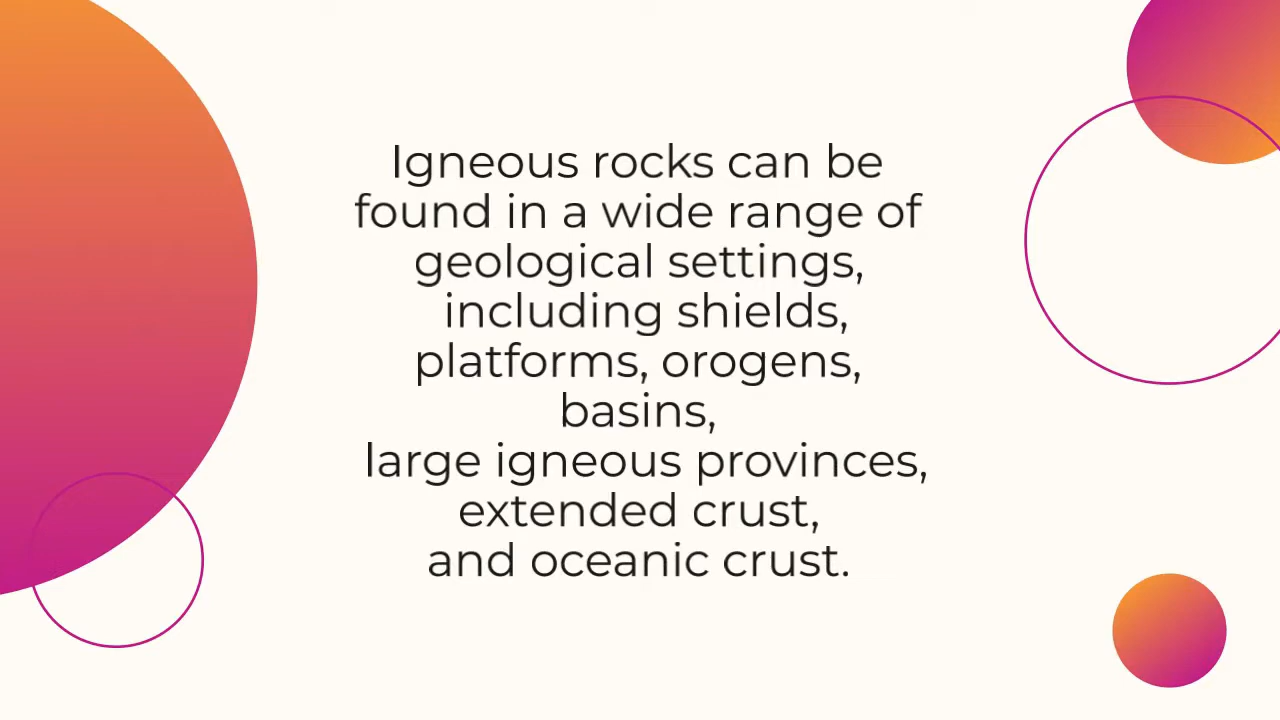 Igneous rocks can be
found in a wide range of
geological settings,
including shields,
platforms, orogens,
basins,
large igneous provinces,
extended crust,
and oceanic crust.